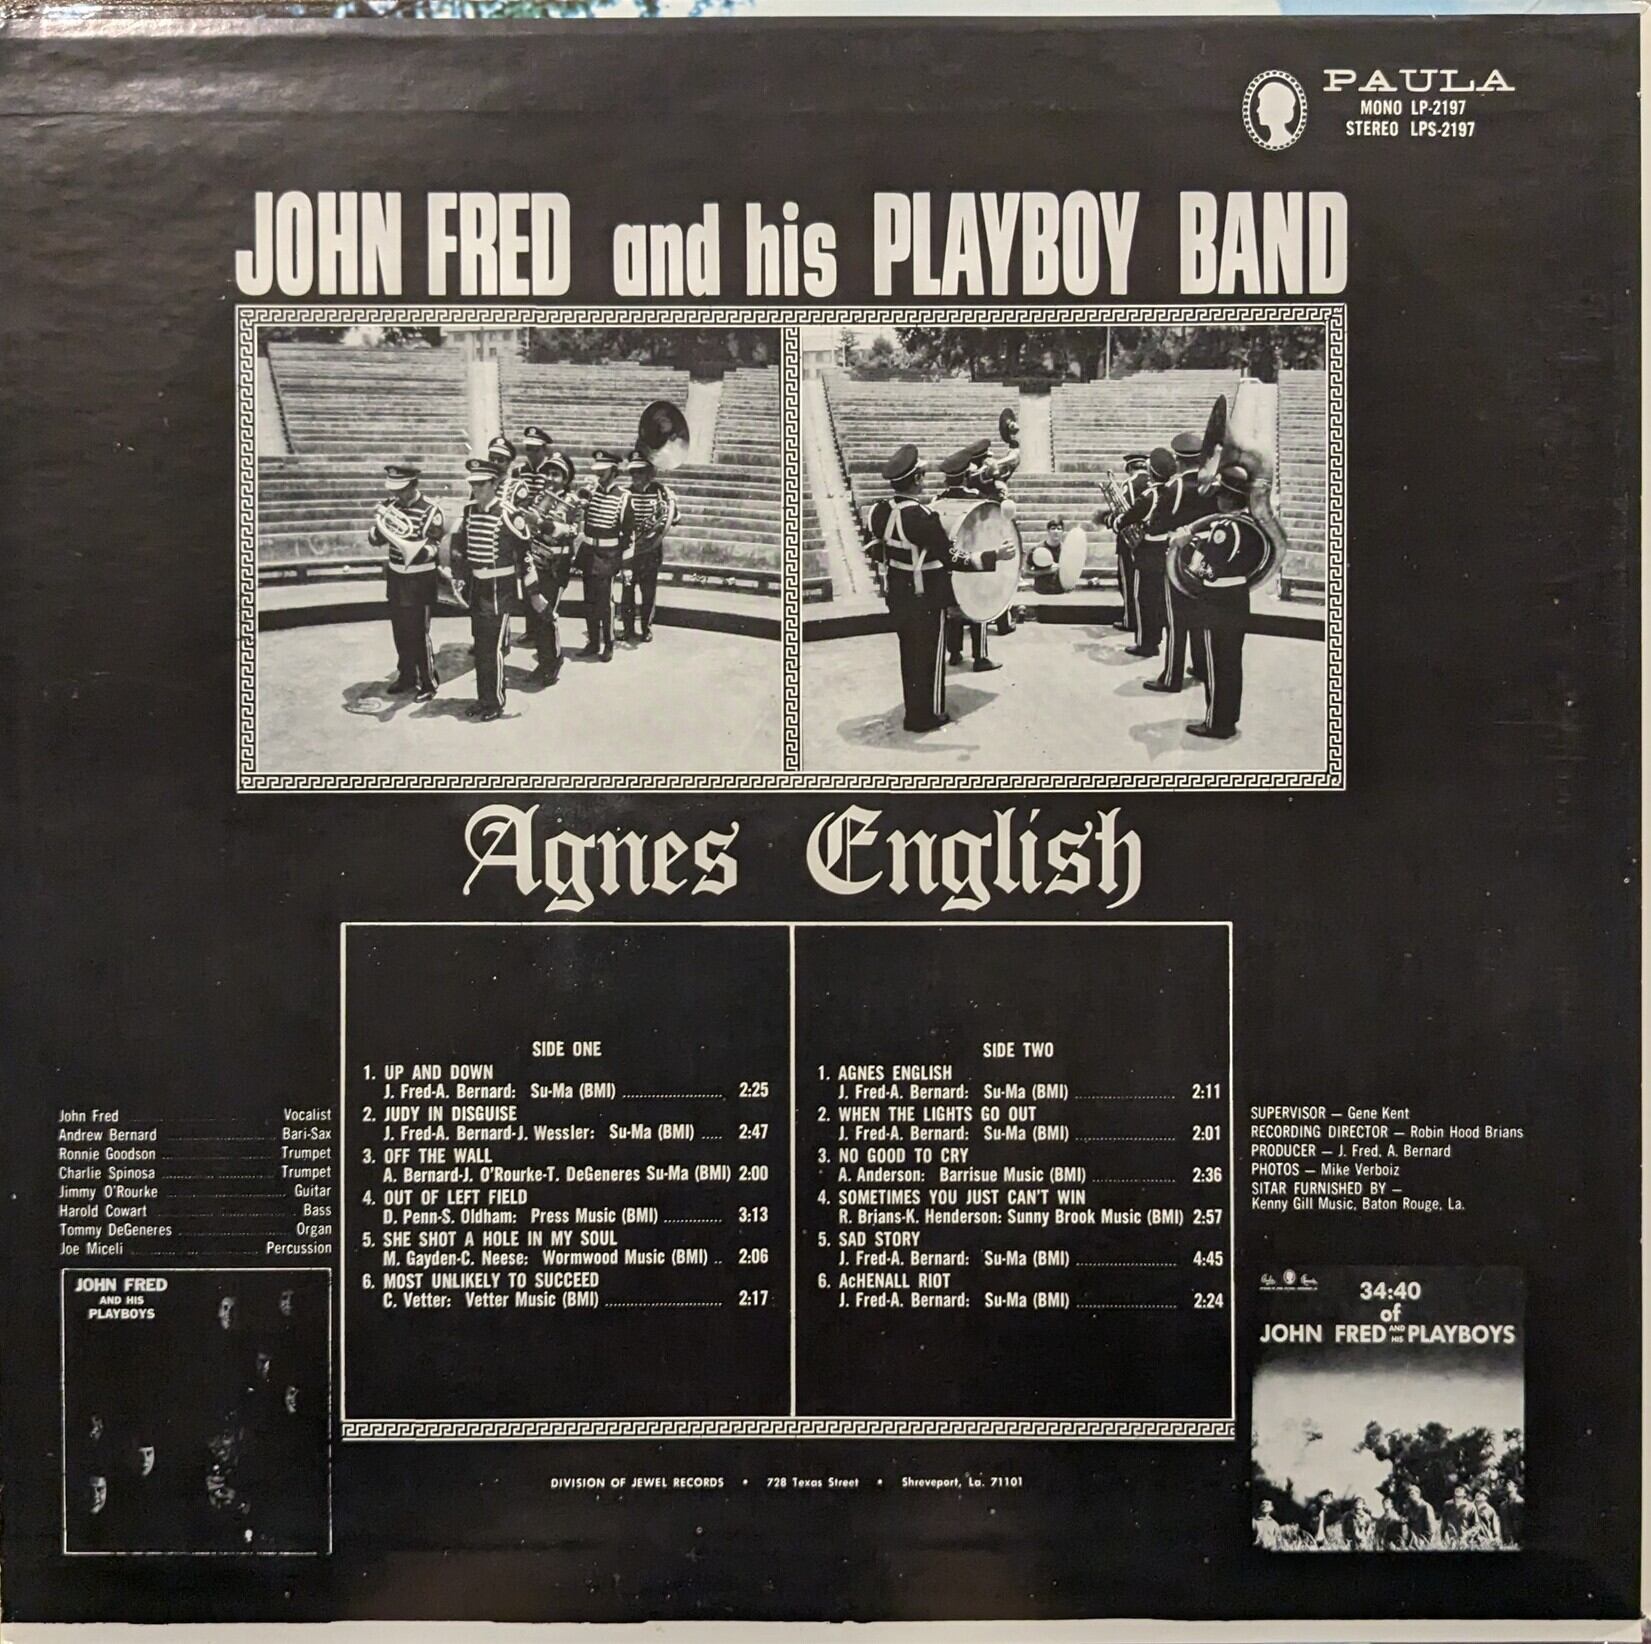 PAULA
MONO LP-2197
STEREO LPS-2197
JOHN FRED and his PLAYBOY BAND
Agnes English
SIDE ONE
1. UP AND DOWN
J. Fred-A. Bernard: Su-Ma (BMI) ........................ 2:25
2. JUDY IN DISGUISE
J. Fred-A. Bernard-J. Wessler: Su-Ma (BMI) ..... 2:47
3. OFF THE WALL
A. Bernard-J. O'Rourke-T. DeGeneres Su-Ma (BMI) 2:00
4. OUT OF LEFT FIELD
D. Penn-S. Oldham: Press Music (BMI) .............. 3:13
5. SHE SHOT A HOLE IN MY SOUL
M. Gayden-C. Neese: Wormwood Music (BMI) .. 2:06
6. MOST UNLIKELY TO SUCCEED
C. Vetter: Vetter Music (BMI) ............................ 2:17
SIDE TWO
1. AGNES ENGLISH
J. Fred-A. Bernard: Su-Ma (BMI) ........................ 2:11
2. WHEN THE LIGHTS GO OUT
J. Fred-A. Bernard: Su-Ma (BMI) ........................ 2:01
3. NO GOOD TO CRY
A. Anderson: Barrisue Music (BMI) .................... 2:36
4. SOMETIMES YOU JUST CAN'T WIN
R. Brians-K. Henderson: Sunny Brook Music (BMI) 2:57
5. SAD STORY
J. Fred-A. Bernard: Su-Ma (BMI) ........................ 4:45
6. AcHENALL RIOT
J. Fred-A. Bernard: Su-Ma (BMI) ........................ 2:24
John Fred Vocalist
Andrew Bernard Bari-Sax
Ronnie Goodson Trumpet
Charlie Spinosa Trumpet
Jimmy O'Rourke Guitar
Harold Cowart Bass
Tommy DeGeneres Organ
Joe Miceli Percussion
SUPERVISOR — Gene Kent
RECORDING DIRECTOR — Robin Hood Brians
PRODUCER — J. Fred, A. Bernard
PHOTOS — Mike Verboiz
SITAR FURNISHED BY —
Kenny Gill Music, Baton Rouge, La.
JOHN FRED
AND HIS
PLAYBOYS
34:40
of
JOHN FRED AND HIS PLAYBOYS
DIVISION OF JEWEL RECORDS • 728 Texas Street • Shreveport, La. 71101